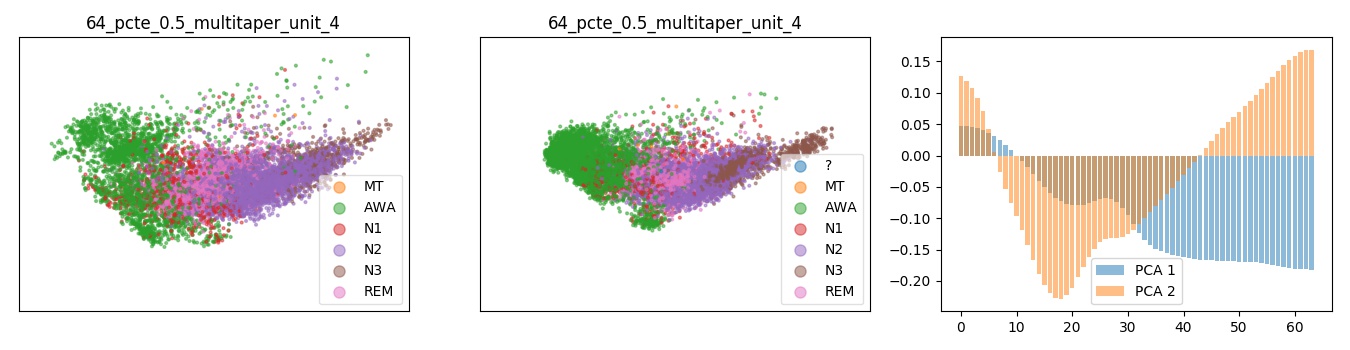 64_pcte_0.5_multitaper_unit_4
MT
AWA
N1
N2
N3
REM
64_pcte_0.5_multitaper_unit_4
?
MT
AWA
N1
N2
N3
REM
0.15
0.10
0.05
0.00
−0.05
−0.10
−0.15
−0.20
PCA 1
PCA 2
0 10 20 30 40 50 60